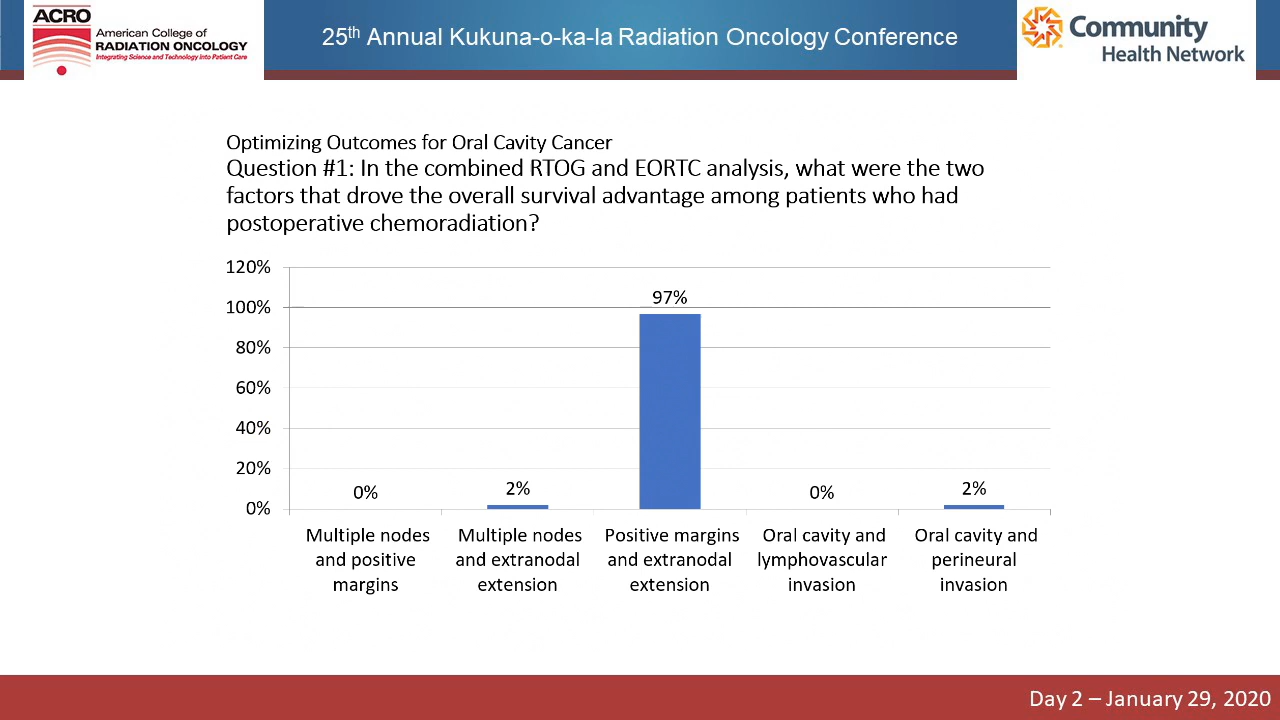 ACRO
American College of
RADIATION ONCOLOGY
Integrating Science and Technology Into Patient Care
25th Annual Kukuna-o-ka-la Radiation Oncology Conference
Community
Health Network
Optimizing Outcomes for Oral Cavity Cancer
Question #1: In the combined RTOG and EORTC analysis, what were the two
factors that drove the overall survival advantage among patients who had
postoperative chemoradiation?
120%
100%
80%
60%
40%
20%
0%
0%
2%
97%
0%
2%
Multiple nodes
and positive
margins
Multiple nodes
and extranodal
extension
Positive margins
and extranodal
extension
Oral cavity and
lymphovascular
invasion
Oral cavity and
perineural
invasion
Day 2 – January 29, 2020